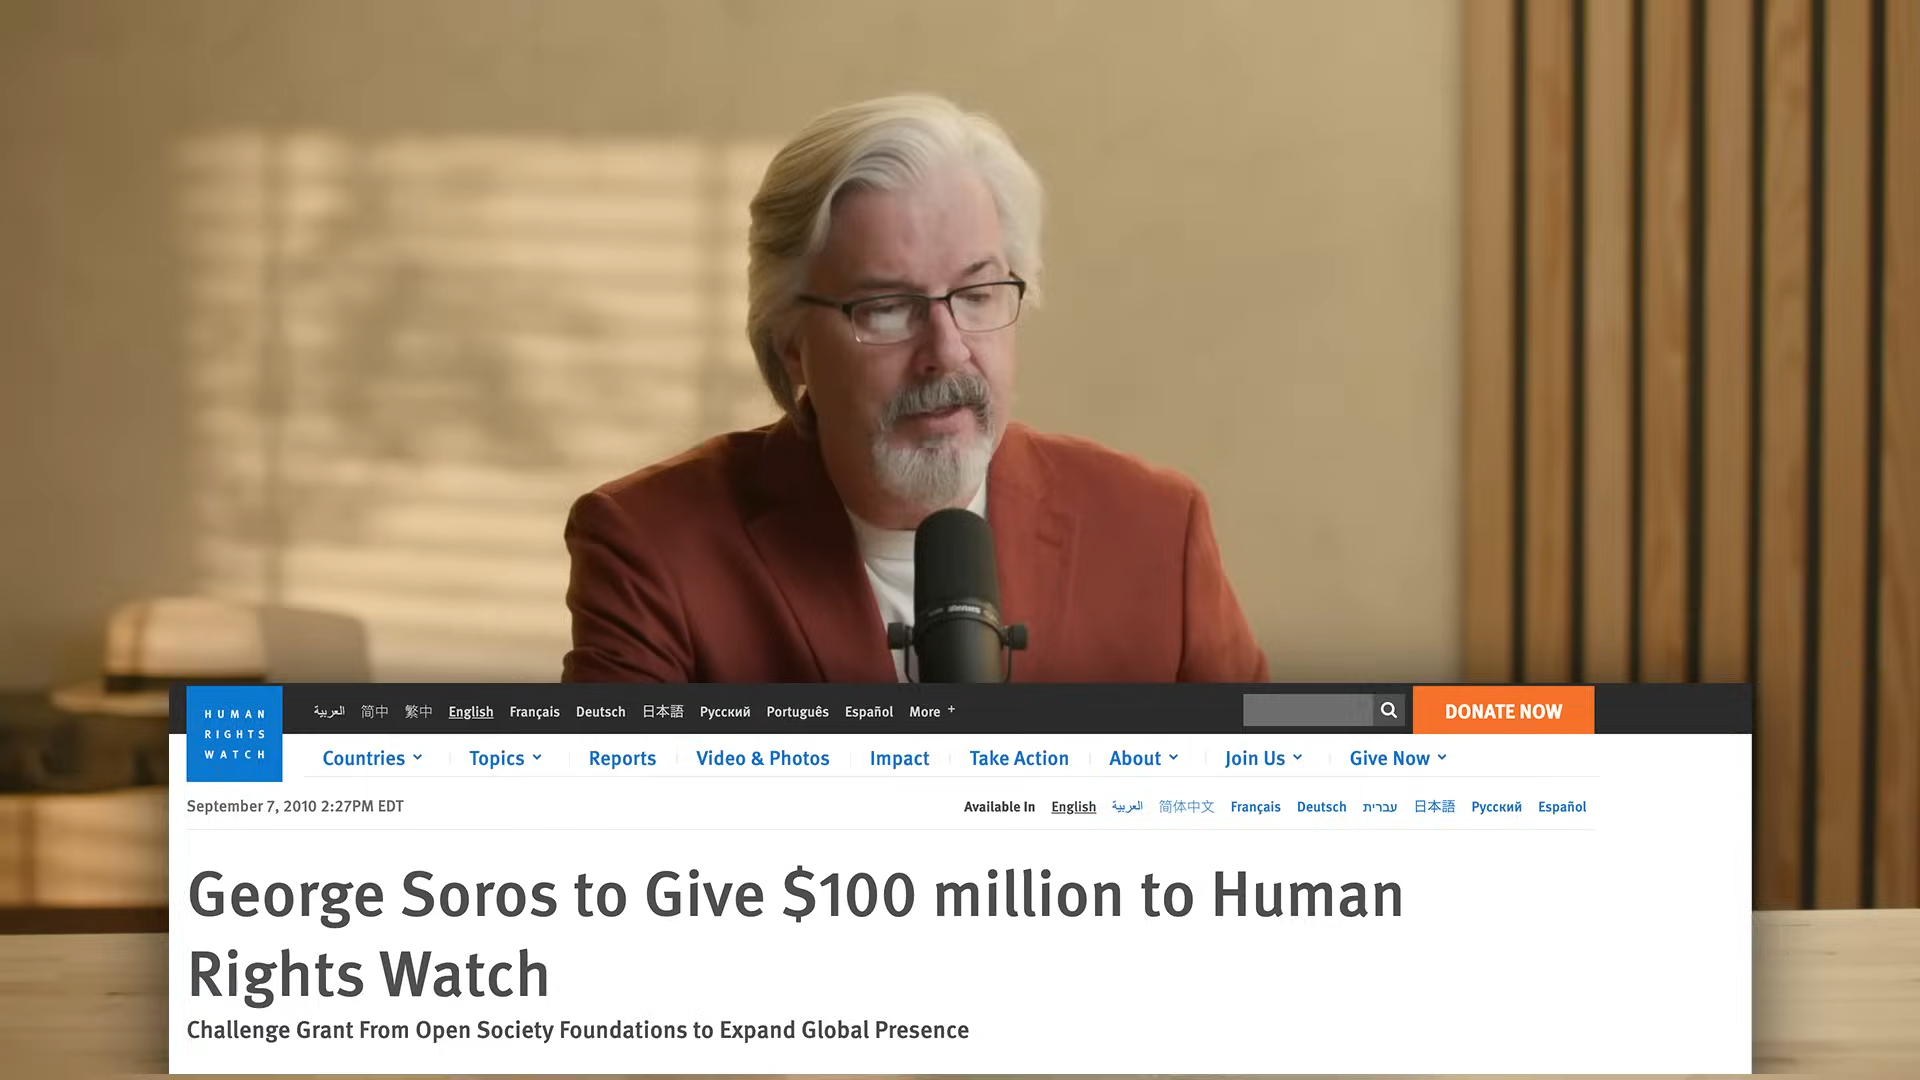 HUMAN
RIGHTS
WATCH
العربية 简中 繁中 English Français Deutsch 日本語 Русский Português Español More +
DONATE NOW
Countries Topics Reports Video & Photos Impact Take Action About Join Us Give Now
September 7, 2010 2:27PM EDT
Available In English العربية 简体中文 Français Deutsch עברית 日本語 Русский Español
George Soros to Give $100 million to Human
Rights Watch
Challenge Grant From Open Society Foundations to Expand Global Presence